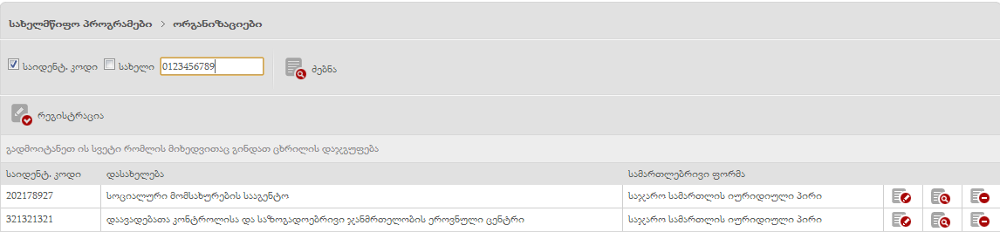 სახელმწიფო პროგრამები > ორგანიზაციები
საიდენტ. კოდი სახელი 0123456789 ძებნა
რეგისტრაცია
გადმოიტანეთ ის სვეტი რომლის მიხედვითაც გინდათ ცხრილის დაჯგუფება
საიდენტ. კოდი დასახელება სამართლებრივი ფორმა
202178927 სოციალური მომსახურების სააგენტო საჯარო სამართლის იურიდიული პირი
321321321 დაავადებათა კონტროლისა და საზოგადოებრივი ჯანმრთელობის ეროვნული ცენტრი საჯარო სამართლის იურიდიული პირი